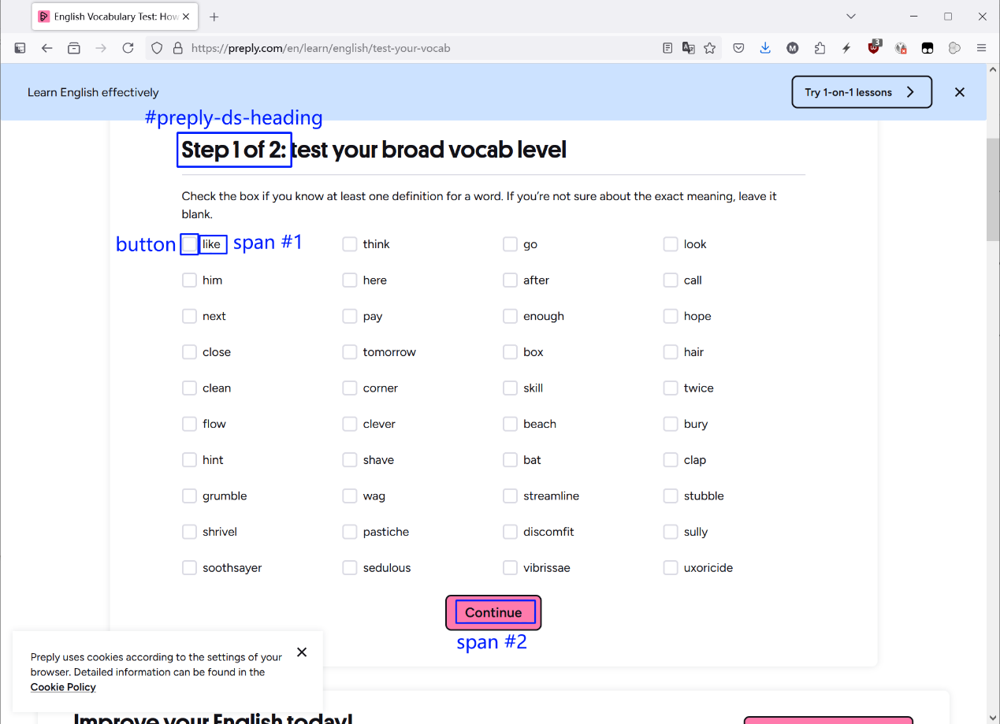 English Vocabulary Test: How
https://preply.com/en/learn/english/test-your-vocab
M
3
Learn English effectively
Try 1-on-1 lessons
#preply-ds-heading
Step 1 of 2: test your broad vocab level
Check the box if you know at least one definition for a word. If you’re not sure about the exact meaning, leave it
blank.
button like span #1 think go look
him here after call
next pay enough hope
close tomorrow box hair
clean corner skill twice
flow clever beach bury
hint shave bat clap
grumble wag streamline stubble
shrivel pastiche discomfit sully
soothsayer sedulous vibrissae uxoricide
Continue
span #2
Preply uses cookies according to the settings of your
browser. Detailed information can be found in the
Cookie Policy
Improve your English today!